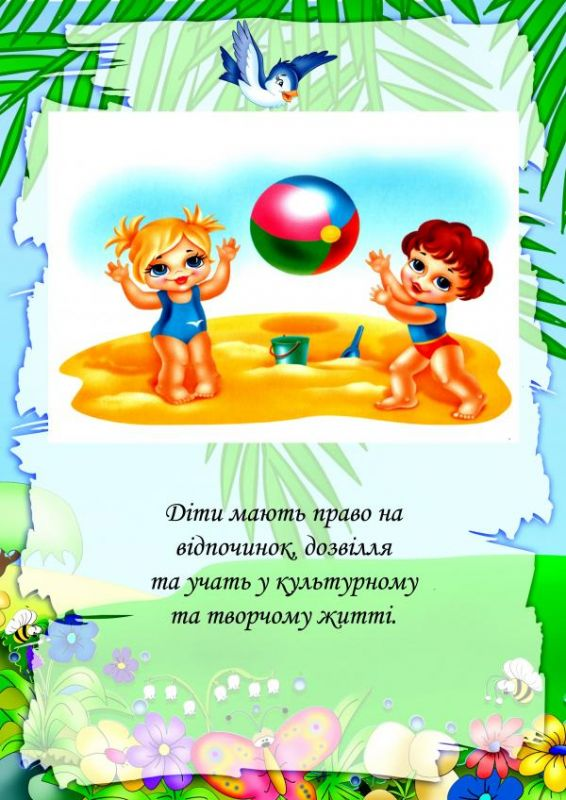 Діти мають право на
відпочинок, дозвілля
та учать у культурному
та творчому житті.